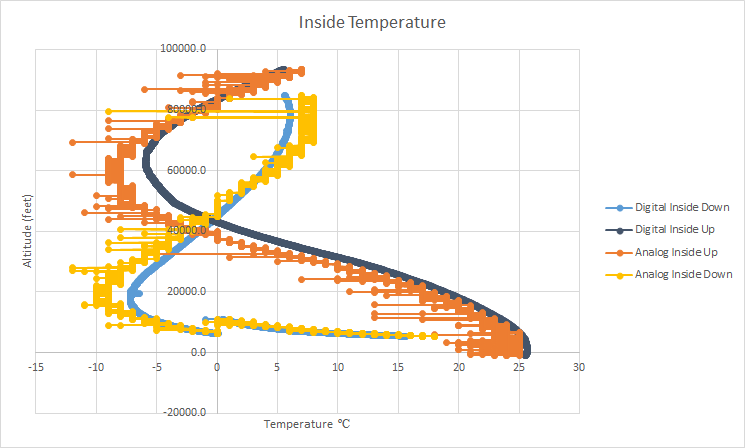 Inside Temperature
100000.0
80000.0
60000.0
40000.0
20000.0
0.0
-20000.0
-15 -10 -5 0 5 10 15 20 25 30
Altitude (feet)
Temperature °C
Digital Inside Down
Digital Inside Up
Analog Inside Up
Analog Inside Down